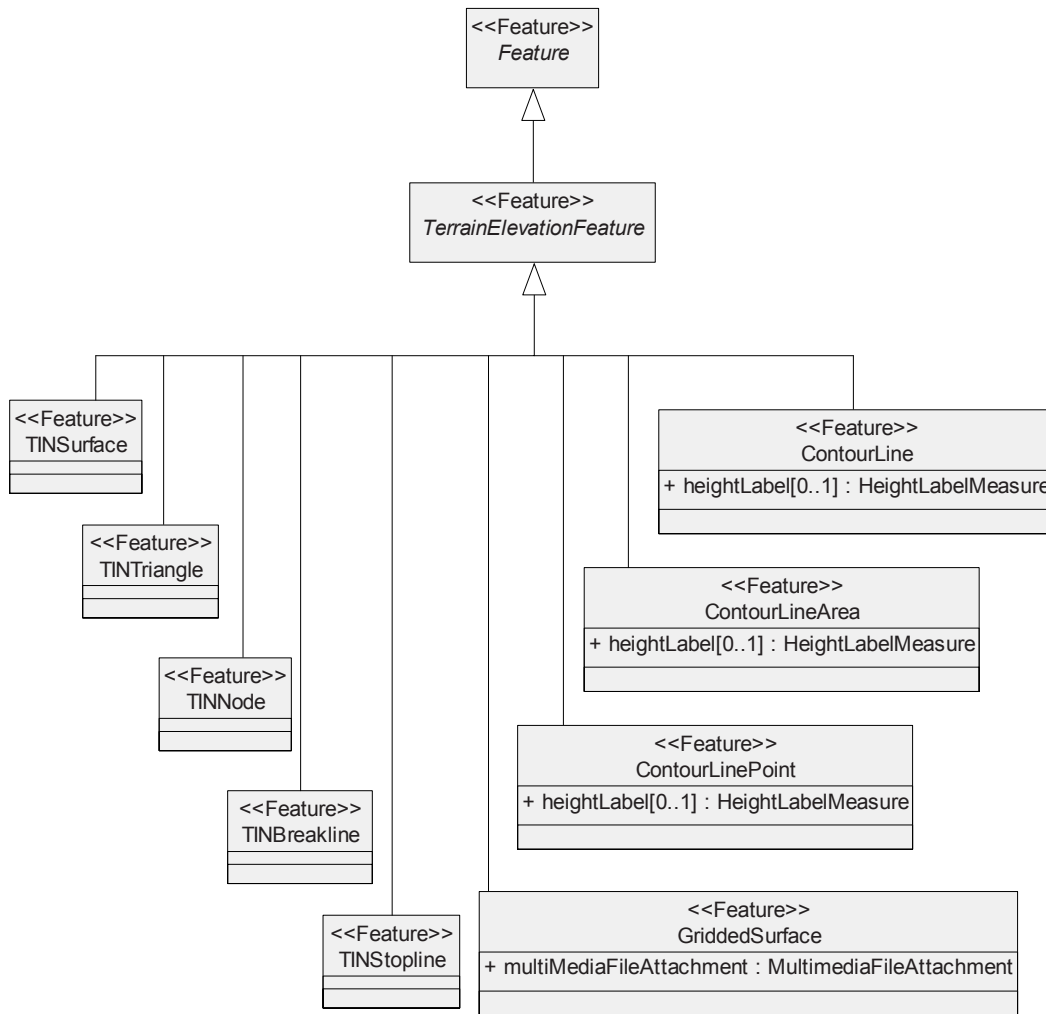 <<Feature>>
Feature
<<Feature>>
TerrainElevationFeature
<<Feature>>
TINSurface
<<Feature>>
ContourLine
+ heightLabel[0..1] : HeightLabelMeasure
<<Feature>>
TINTriangle
<<Feature>>
ContourLineArea
+ heightLabel[0..1] : HeightLabelMeasure
<<Feature>>
TINNode
<<Feature>>
ContourLinePoint
+ heightLabel[0..1] : HeightLabelMeasure
<<Feature>>
TINBreakline
<<Feature>>
TINStopline
<<Feature>>
GriddedSurface
+ multiMediaFileAttachment : MultimediaFileAttachment